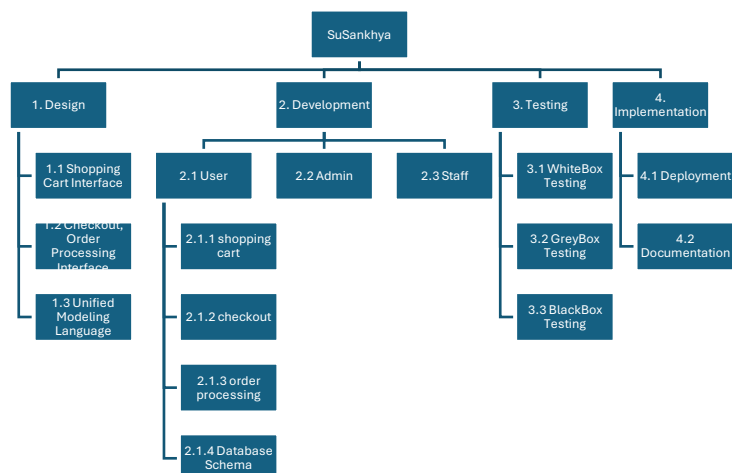 SuSankhya
1. Design
2. Development
3. Testing
4.
Implementation
1.1 Shopping
Cart Interface
2.1 User
2.2 Admin
2.3 Staff
3.1 WhiteBox
Testing
4.1 Deployment
1.2 Checkout,
Order
Processing
Interface
2.1.1 shopping
cart
3.2 GreyBox
Testing
4.2
Documentation
1.3 Unified
Modeling
Language
2.1.2 checkout
3.3 BlackBox
Testing
2.1.3 order
processing
2.1.4 Database
Schema